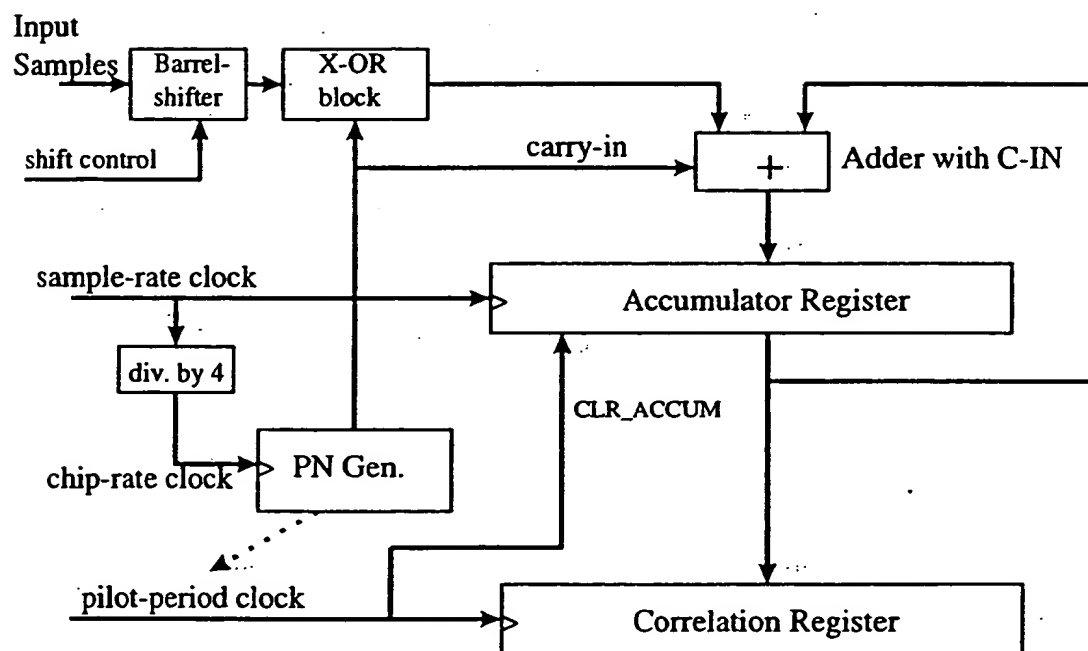 Input
Samples
Barrel-
shifter
X-OR
block
shift control
carry-in
+
Adder with C-IN
sample-rate clock
Accumulator Register
div. by 4
CLR_ACCUM
chip-rate clock
PN Gen.
pilot-period clock
Correlation Register